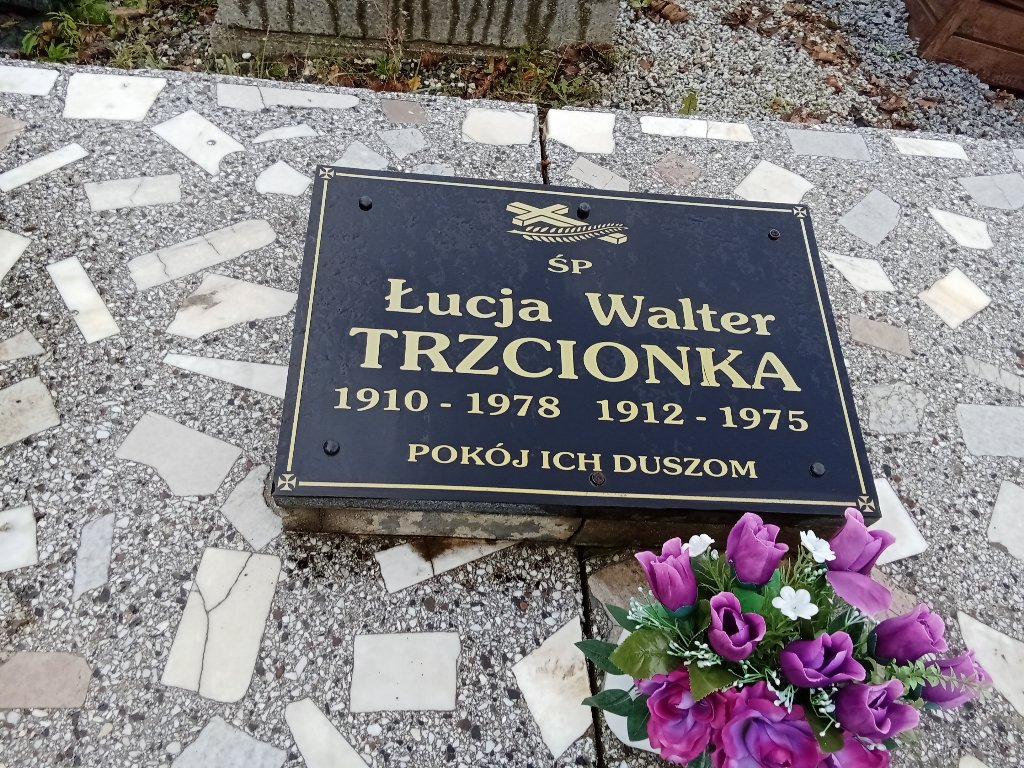 ŚP
Łucja Walter
TRZCIONKA
1910 - 1978 1912 - 1975
POKÓJ ICH DUSZOM